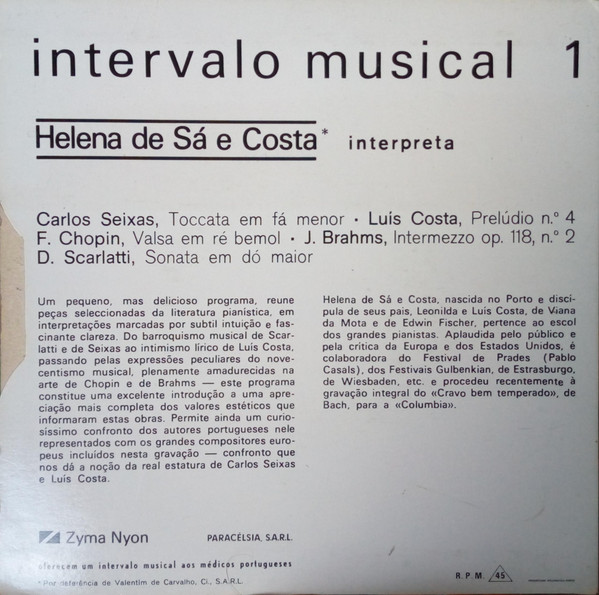 intervalo musical 1
Helena de Sá e Costa* interpreta
Carlos Seixas, Toccata em fá menor · Luís Costa, Prelúdio n.º 4
F. Chopin, Valsa em ré bemol · J. Brahms, Intermezzo op. 118, n.º 2
D. Scarlatti, Sonata em dó maior
Um pequeno, mas delicioso programa, reune
peças seleccionadas da literatura pianística, em
interpretações marcadas por subtil intuição e fas-
cinante clareza. Do barroquismo musical de Scar-
latti e de Seixas ao intimismo lírico de Luís Costa,
passando pelas expressões peculiares do nove-
centismo musical, plenamente amadurecidas na
arte de Chopin e de Brahms — este programa
constitue uma excelente introdução a uma apre-
ciação mais completa dos valores estéticos que
informaram estas obras. Permite ainda um curio-
sissimo confronto dos autores portugueses nele
representados com os grandes compositores euro-
peus incluídos nesta gravação — confronto que
nos dá a noção da real estatura de Carlos Seixas
e Luís Costa.
Helena de Sá e Costa, nascida no Porto e discí-
pula de seus pais, Leonilda e Luís Costa, de Viana
da Mota e de Edwin Fischer, pertence ao escol
dos grandes pianistas. Aplaudida pelo público e
pela crítica da Europa e dos Estados Unidos, é
colaboradora do Festival de Prades (Pablo
Casals), dos Festivais Gulbenkian, de Estrasburgo,
de Wiesbaden, etc. e procedeu recentemente à
gravação integral do «Cravo bem temperado», de
Bach, para a «Columbia».
Zyma Nyon PARACÉLSIA, S.A.R.L.
oferecem um intervalo musical aos médicos portugueses
* Por deferência de Valentim de Carvalho, CI., S.A.R.L.
R.P.M. 45